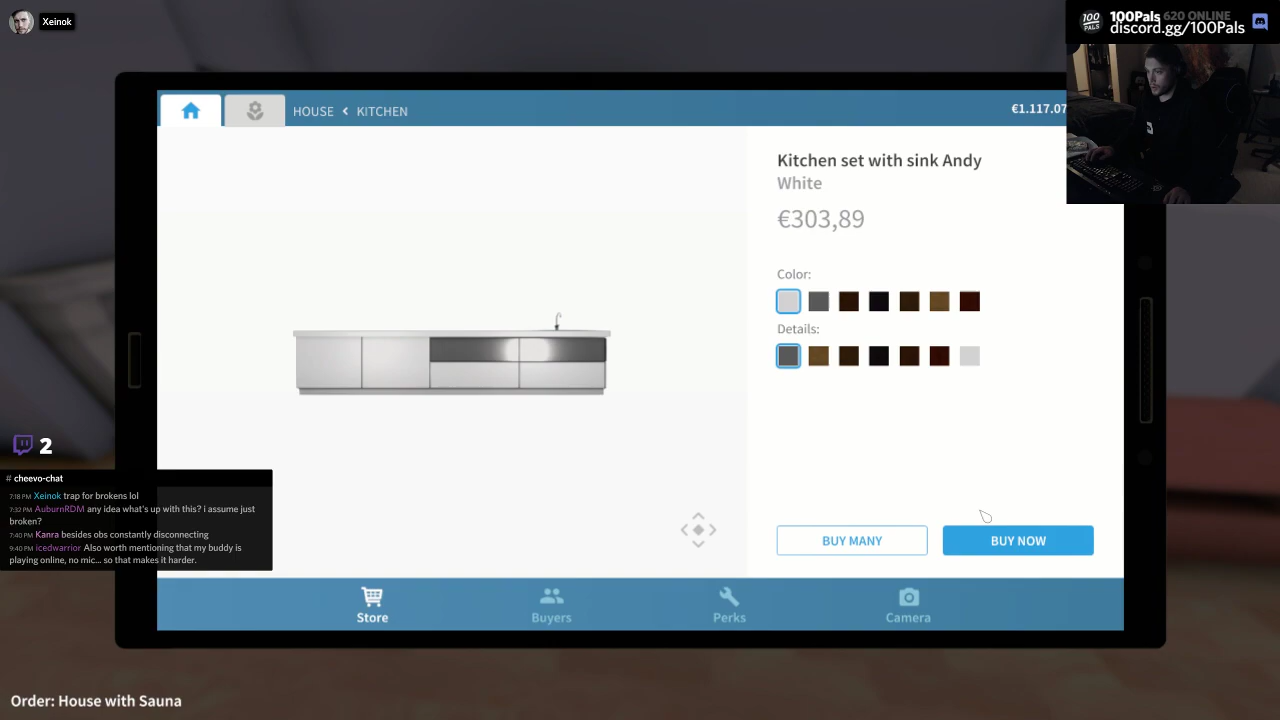 Xeinok
100 PALS
100Pals 620 ONLINE
discord.gg/100Pals
HOUSE < KITCHEN
€1.117.07
Kitchen set with sink Andy
White
€303,89
Color:
Details:
2
# cheevo-chat
7:18 PM Xeinok trap for brokens lol
7:32 PM AuburnRDM any idea what's up with this? i assume just
broken?
7:40 PM Kanra besides obs constantly disconnecting
9:40 PM icedwarrior Also worth mentioning that my buddy is
playing online, no mic... so that makes it harder.
BUY MANY
BUY NOW
Store
Buyers
Perks
Camera
Order: House with Sauna